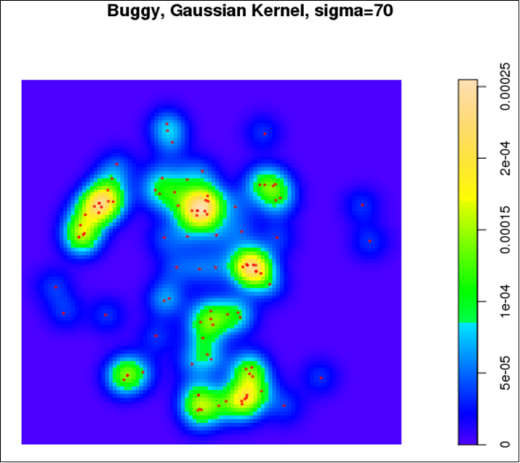 Buggy, Gaussian Kernel, sigma=70
0.00025
2e-04
0.00015
1e-04
5e-05
0